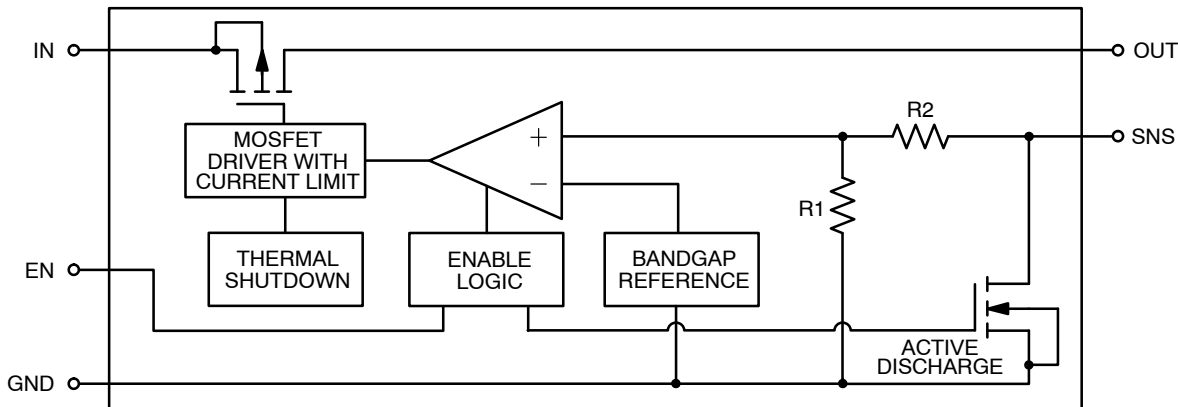 IN
OUT
R2
SNS
MOSFET
DRIVER WITH
CURRENT LIMIT
+
−
R1
THERMAL
SHUTDOWN
ENABLE
LOGIC
BANDGAP
REFERENCE
EN
ACTIVE
DISCHARGE
GND